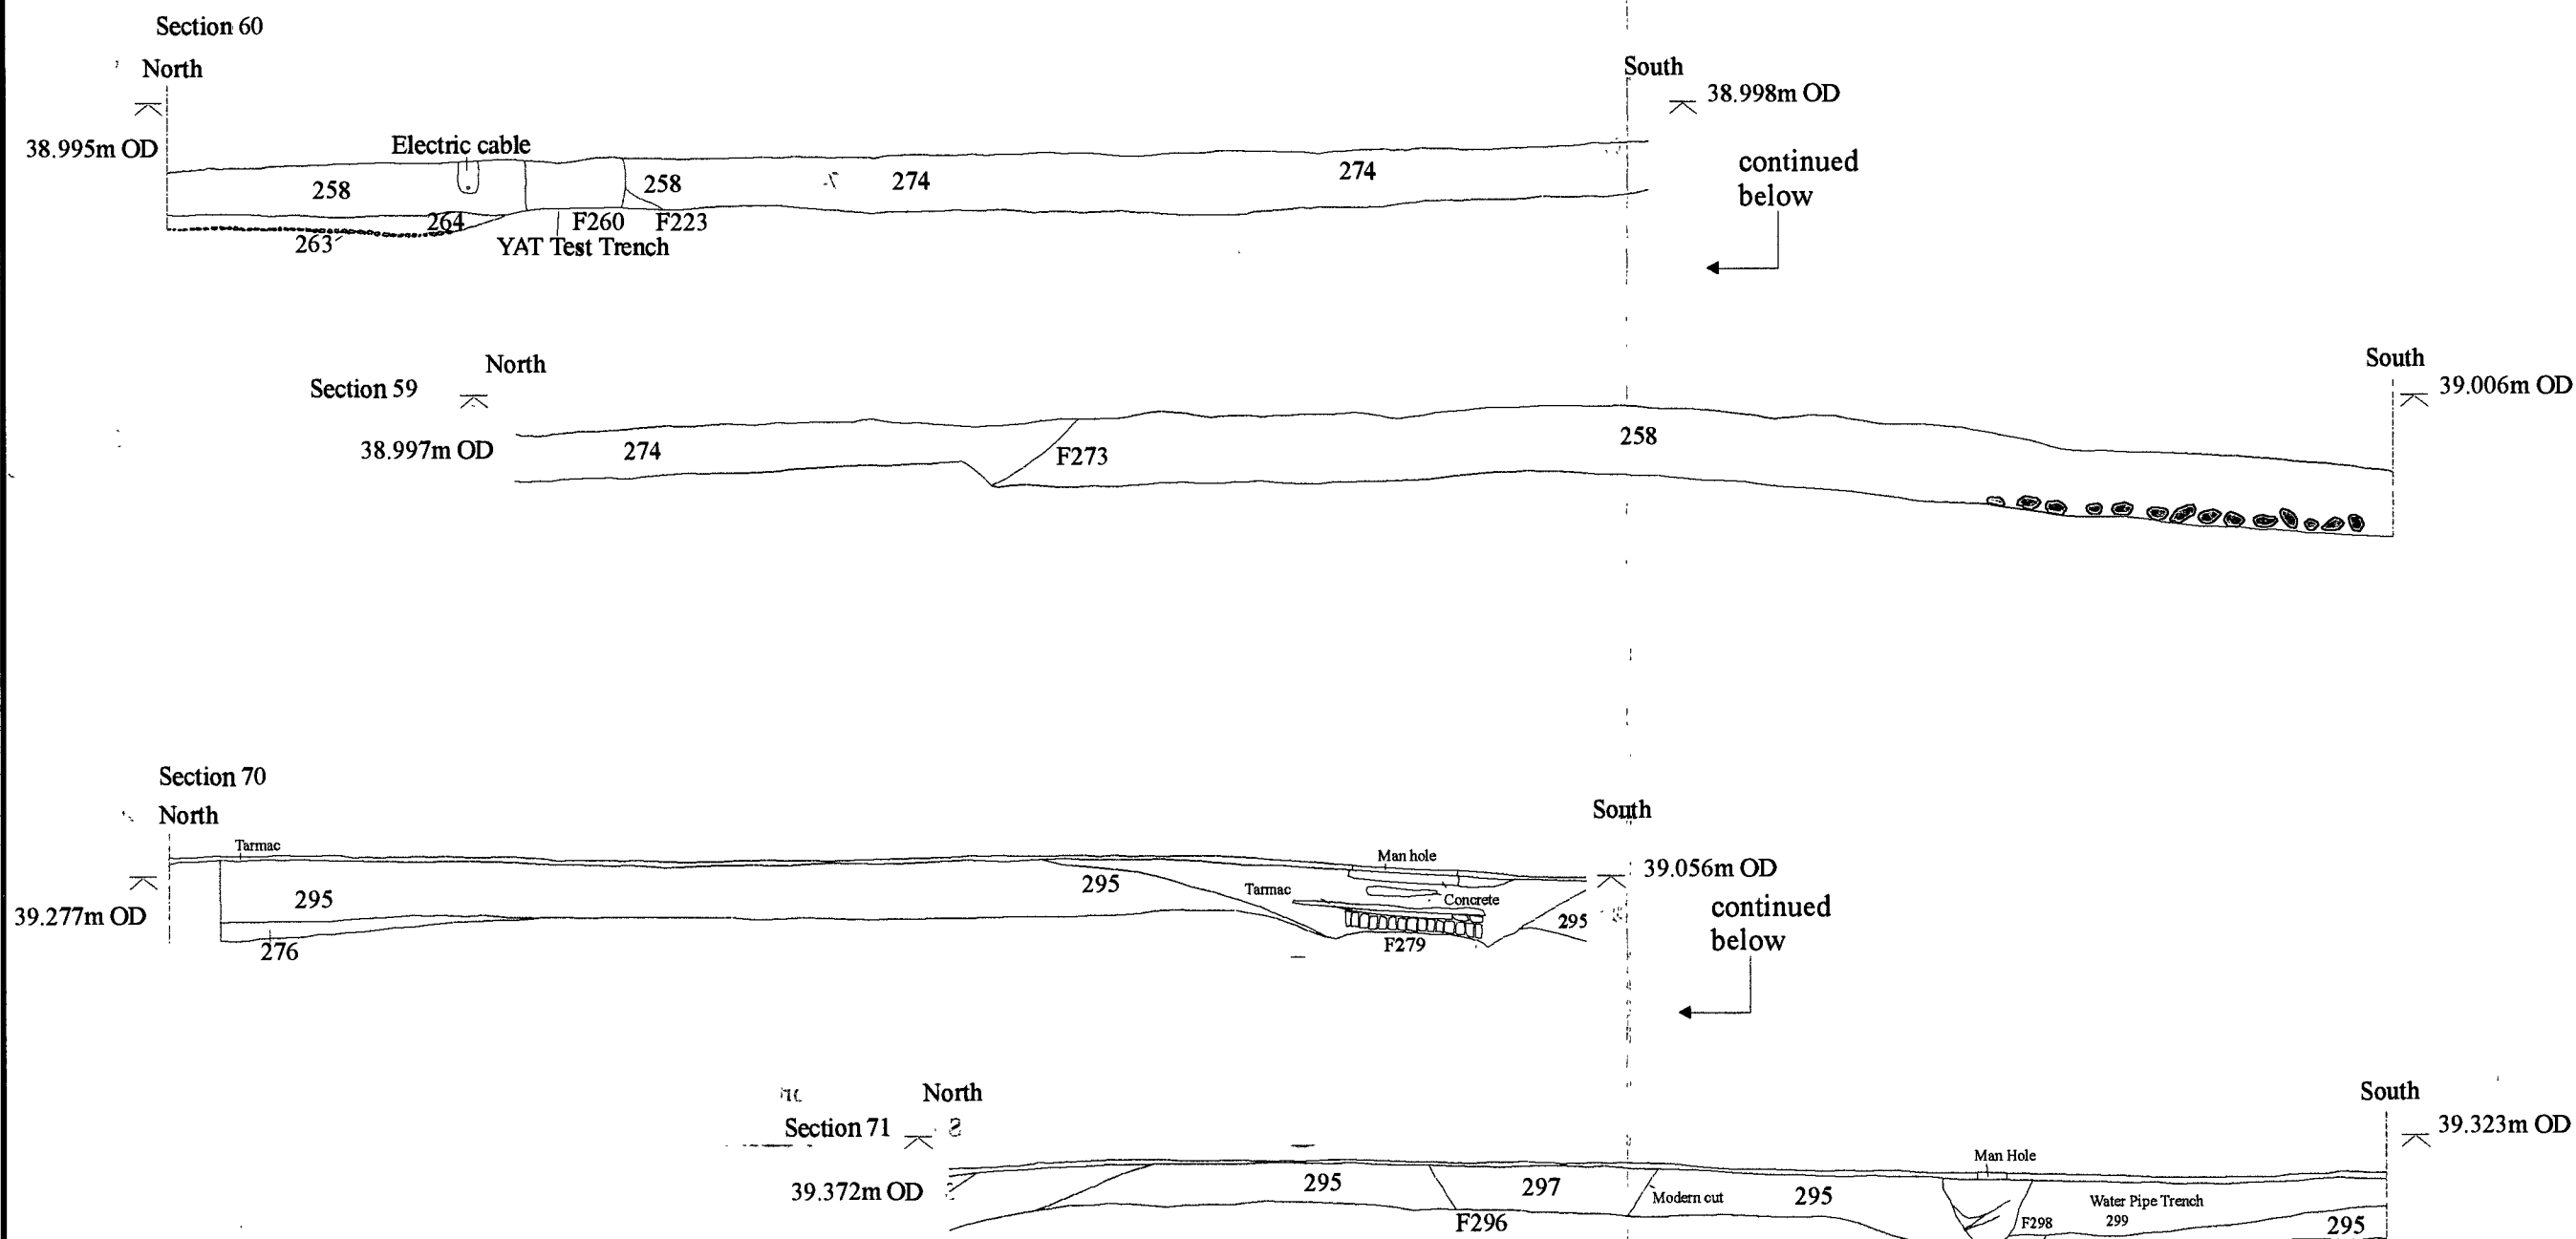 Section 60
North
South
38.998m OD
38.995m OD
Electric cable
continued
below
258
258
274
274
264
F260
F223
263
YAT Test Trench
North
South
Section 59
39.006m OD
38.997m OD
274
F273
258
Section 70
North
South
Tarmac
Man hole
39.056m OD
295
295
Tarmac
Concrete
39.277m OD
295
continued
below
276
F279
North
South
Section 71
39.323m OD
Man Hole
39.372m OD
295
297
Modern cut
295
Water Pipe Trench
F296
F298
299
295